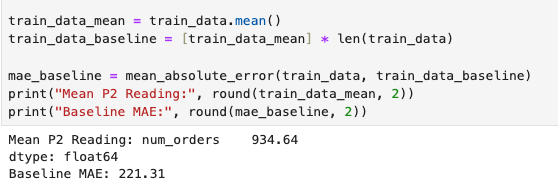 train_data_mean = train_data.mean()
train_data_baseline = [train_data_mean] * len(train_data)
mae_baseline = mean_absolute_error(train_data, train_data_baseline)
print("Mean P2 Reading:", round(train_data_mean, 2))
print("Baseline MAE:", round(mae_baseline, 2))
Mean P2 Reading: num_orders    934.64
dtype: float64
Baseline MAE: 221.31